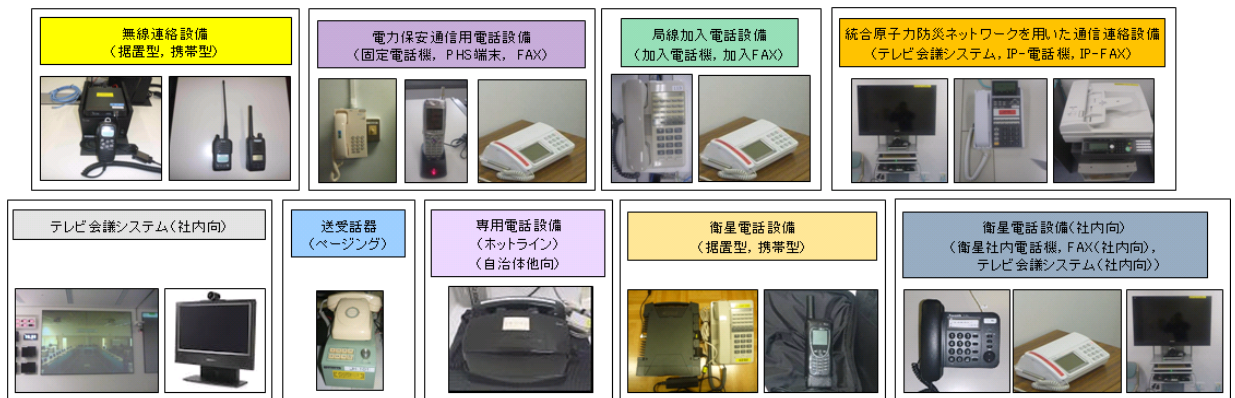 無線連絡設備
(据置型, 携帯型)
電力保安通信用電話設備
(固定電話機, PHS端末, FAX)
局線加入電話設備
(加入電話機, 加入FAX)
統合原子力防災ネットワークを用いた通信連絡設備
(テレビ会議システム, IP-電話機, IP-FAX)
テレビ会議システム(社内向)
送受話器
(ページング)
専用電話設備
(ホットライン)
(自治体他向)
衛星電話設備
(据置型, 携帯型)
衛星電話設備(社内向)
(衛星社内電話機, FAX(社内向),
テレビ会議システム(社内向))